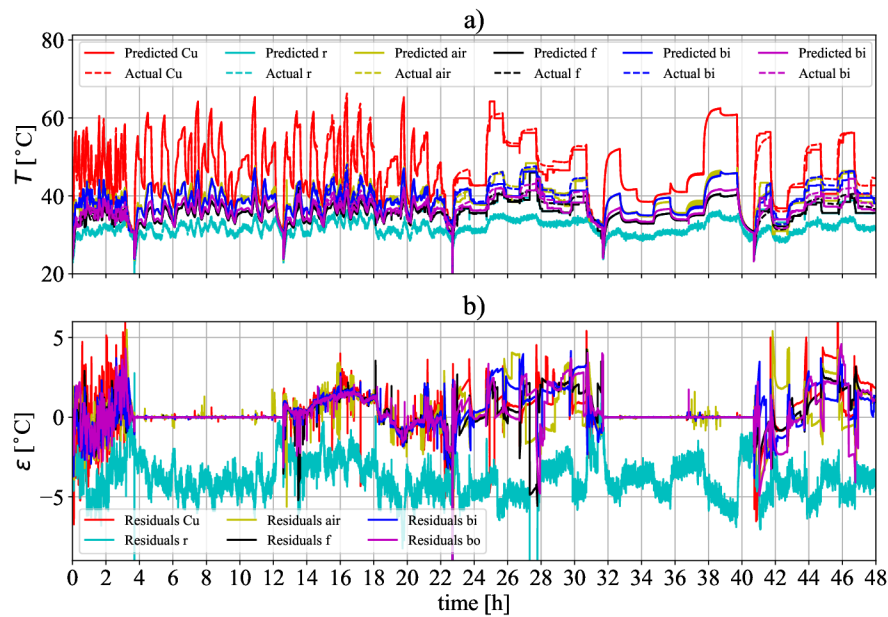 a)
80
Predicted Cu Predicted r Predicted air Predicted f Predicted bi Predicted bi
Actual Cu Actual r Actual air Actual f Actual bi Actual bi
60
T [°C]
40
20
b)
5
0
ε [°C]
−5
Residuals Cu Residuals air Residuals bi
Residuals r Residuals f Residuals bo
0 2 4 6 8 10 12 14 16 18 20 22 24 26 28 30 32 34 36 38 40 42 44 46 48
time [h]